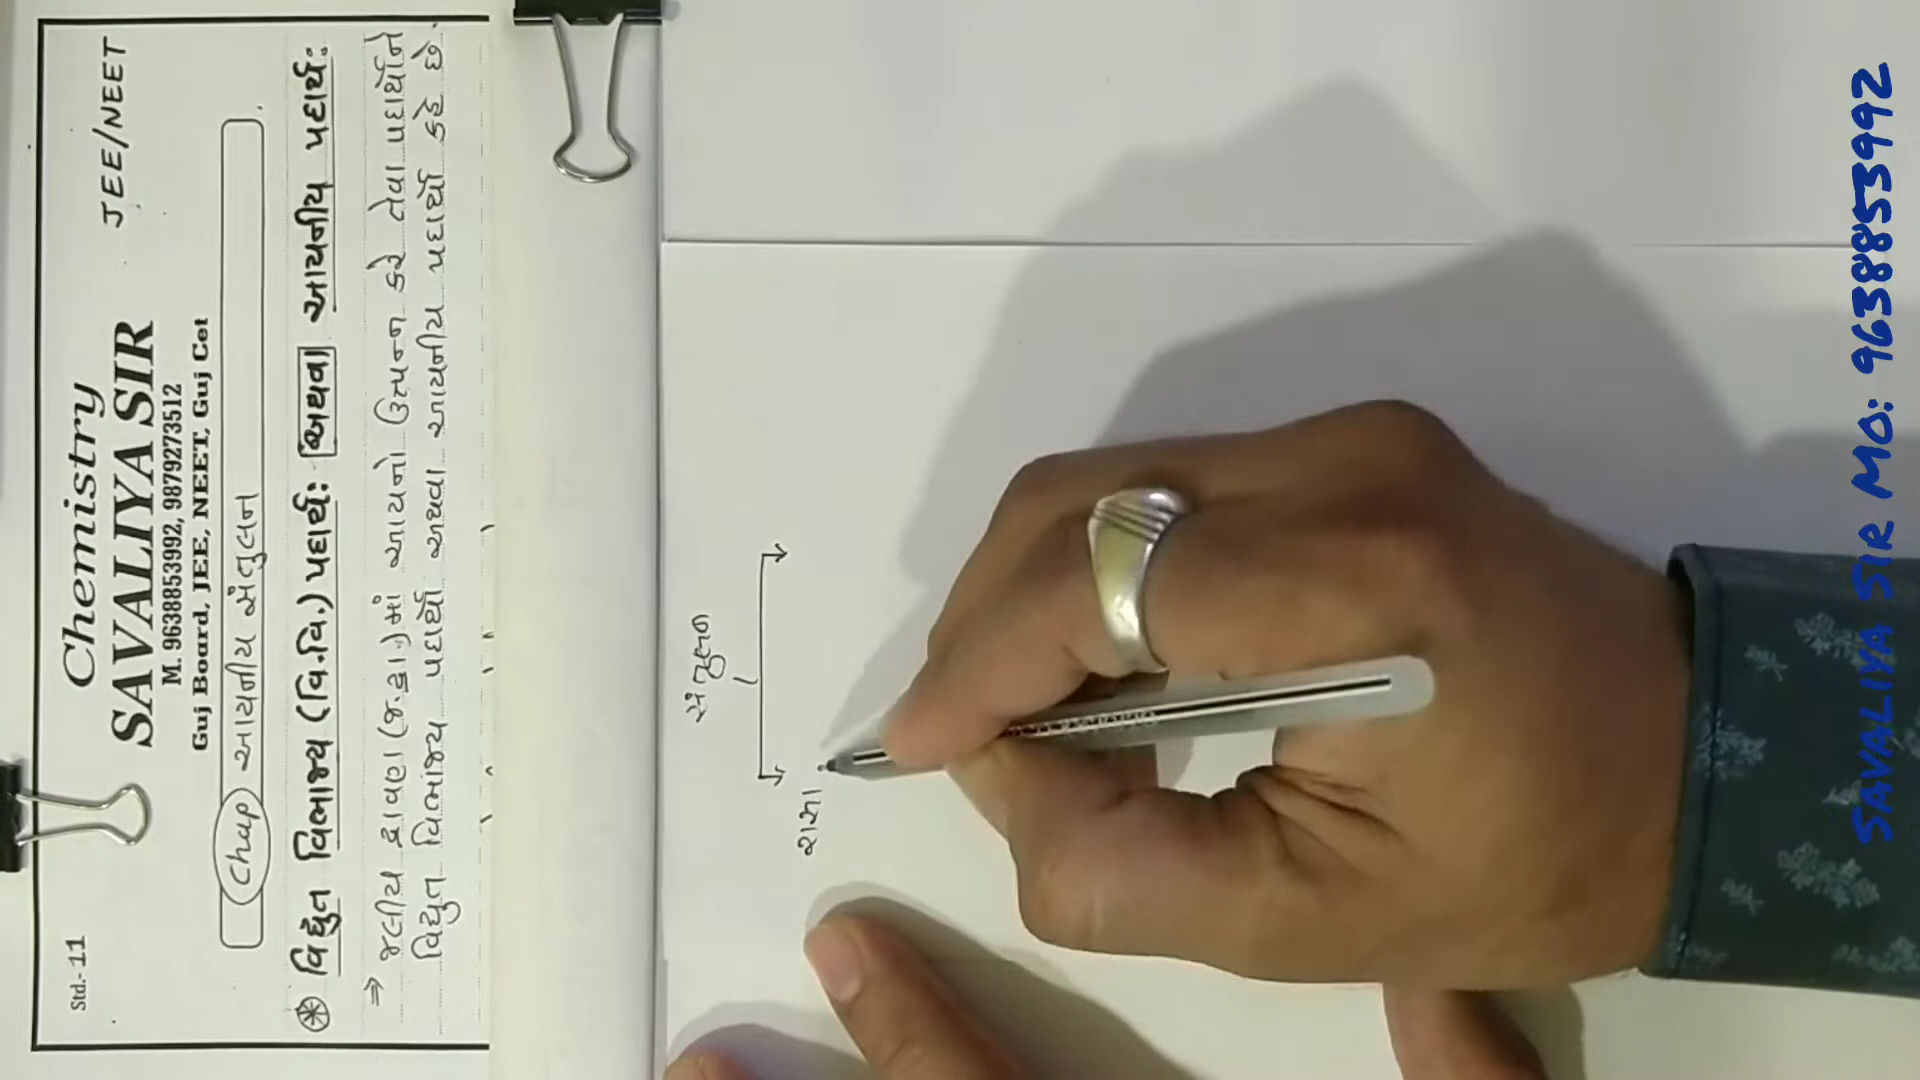 Chemistry
Std.-11 SAVALIYA SIR JEE/NEET
M. 9638853992, 9879273512
Guj Board, JEE, NEET, Guj Cet
Chap આયનીય સંતુલન
વિદ્યુત વિભાજ્ય (વિ.વિ.) પદાર્થ: અથવા આયનીય પદાર્થ:
⇒ જલીય દ્રાવણ (જ.દ્રા.)માં આયનો ઉત્પન્ન કરે તેવા પદાર્થોને
વિદ્યુત વિભાજ્ય પદાર્થો અથવા આયનીય પદાર્થો કહે છે.
સંતુલન
SAVALIYA SIR MO: 9638853992